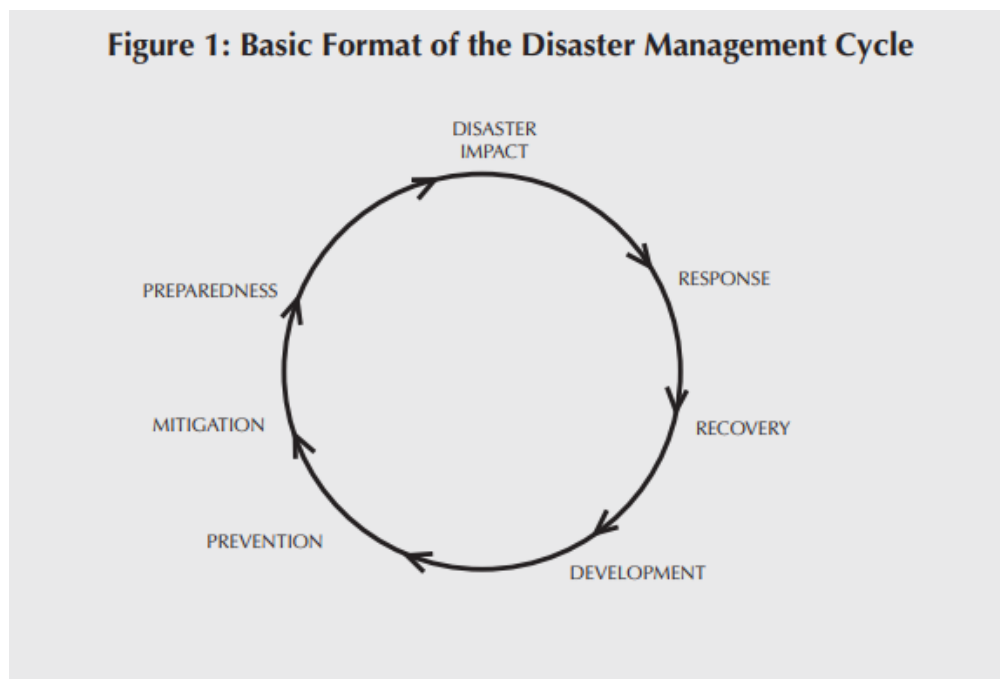 Figure 1: Basic Format of the Disaster Management Cycle
DISASTER
IMPACT
RESPONSE
RECOVERY
DEVELOPMENT
PREVENTION
MITIGATION
PREPAREDNESS